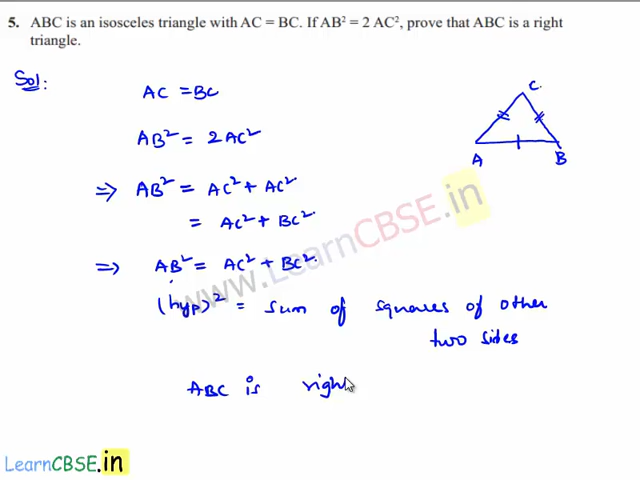 5. ABC is an isosceles triangle with AC = BC. If AB² = 2 AC², prove that ABC is a right
triangle.
Sol:
AC = BC
C
AB² = 2AC²
A B
⇒ AB² = AC² + AC²
= AC² + BC²
⇒ AB² = AC² + BC²
(hyp)² = sum of squares of other
two sides
ABC is right
www.LearnCBSE.in
LearnCBSE.in